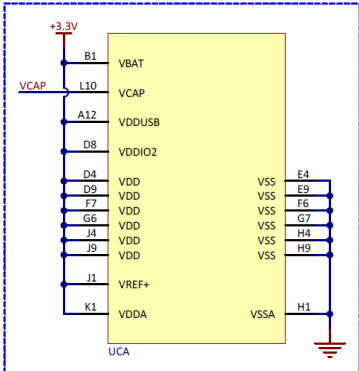 +3.3V
B1 VBAT
VCAP L10 VCAP
A12 VDDUSB
D8 VDDIO2
D4 VDD VSS E4
D9 VDD VSS E9
F7 VDD VSS F6
G6 VDD VSS G7
J4 VDD VSS H4
J9 VDD VSS H9
J1 VREF+
K1 VDDA VSSA H1
UCA